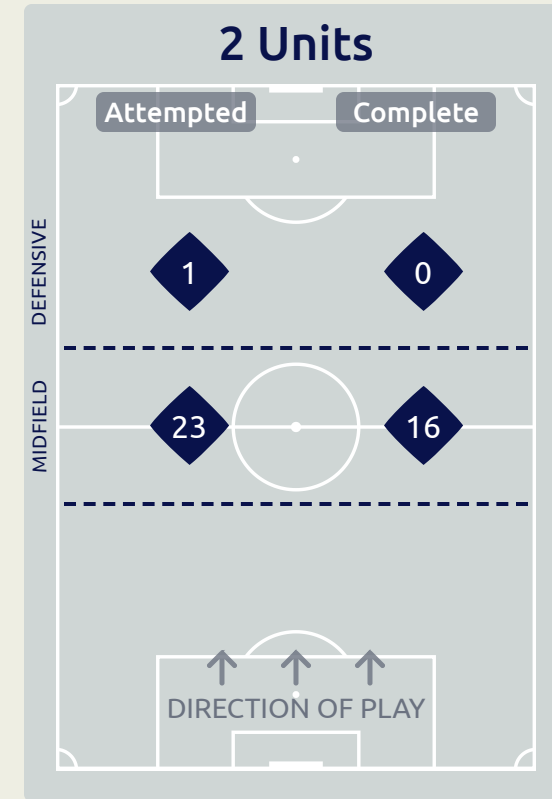 2 Units
Attempted Complete
DEFENSIVE
1 0
MIDFIELD
23 16
DIRECTION OF PLAY